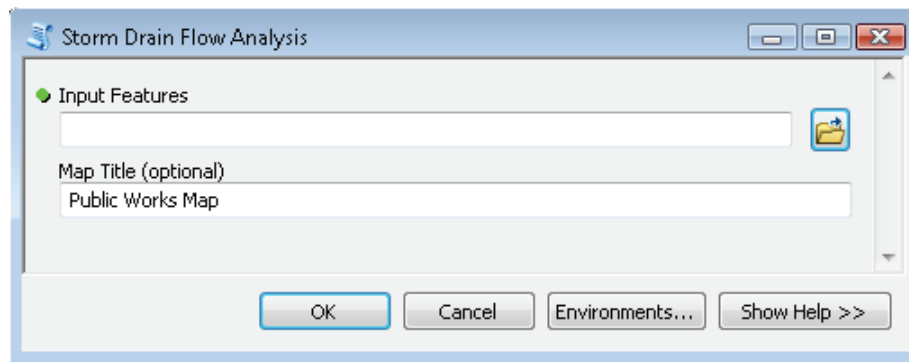 Storm Drain Flow Analysis
Input Features
Map Title (optional)
Public Works Map
OK Cancel Environments... Show Help >>